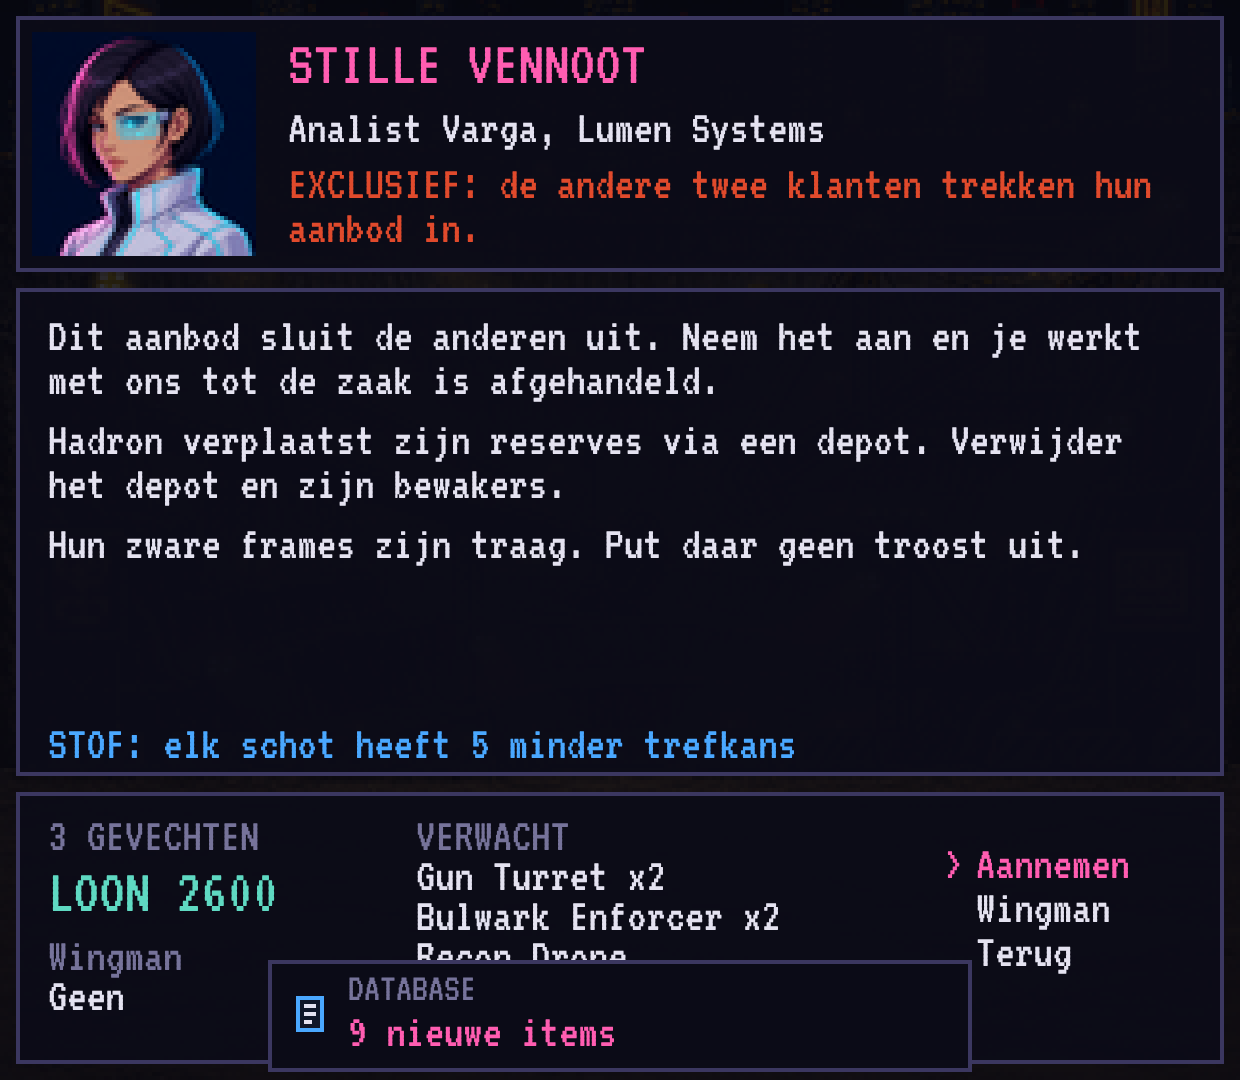 STILLE VENNOOT
Analist Varga, Lumen Systems
EXCLUSIEF: de andere twee klanten trekken hun
aanbod in.
Dit aanbod sluit de anderen uit. Neem het aan en je werkt
met ons tot de zaak is afgehandeld.
Hadron verplaatst zijn reserves via een depot. Verwijder
het depot en zijn bewakers.
Hun zware frames zijn traag. Put daar geen troost uit.
STOF: elk schot heeft 5 minder trefkans
3 GEVECHTEN
LOON 2600
Wingman
Geen
VERWACHT
Gun Turret x2
Bulwark Enforcer x2
Recon Drone
> Aannemen
Wingman
Terug
DATABASE
9 nieuwe items